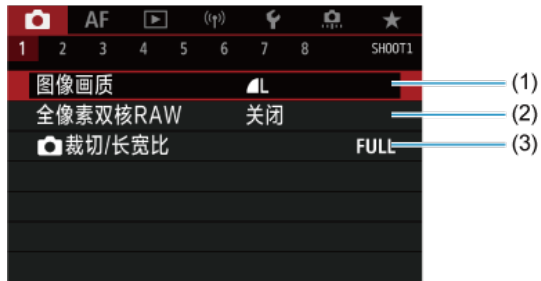 AF
1 2 3 4 5 6 7 8 SHOOT1
图像画质 L (1)
全像素双核RAW 关闭 (2)
裁切/长宽比 FULL (3)